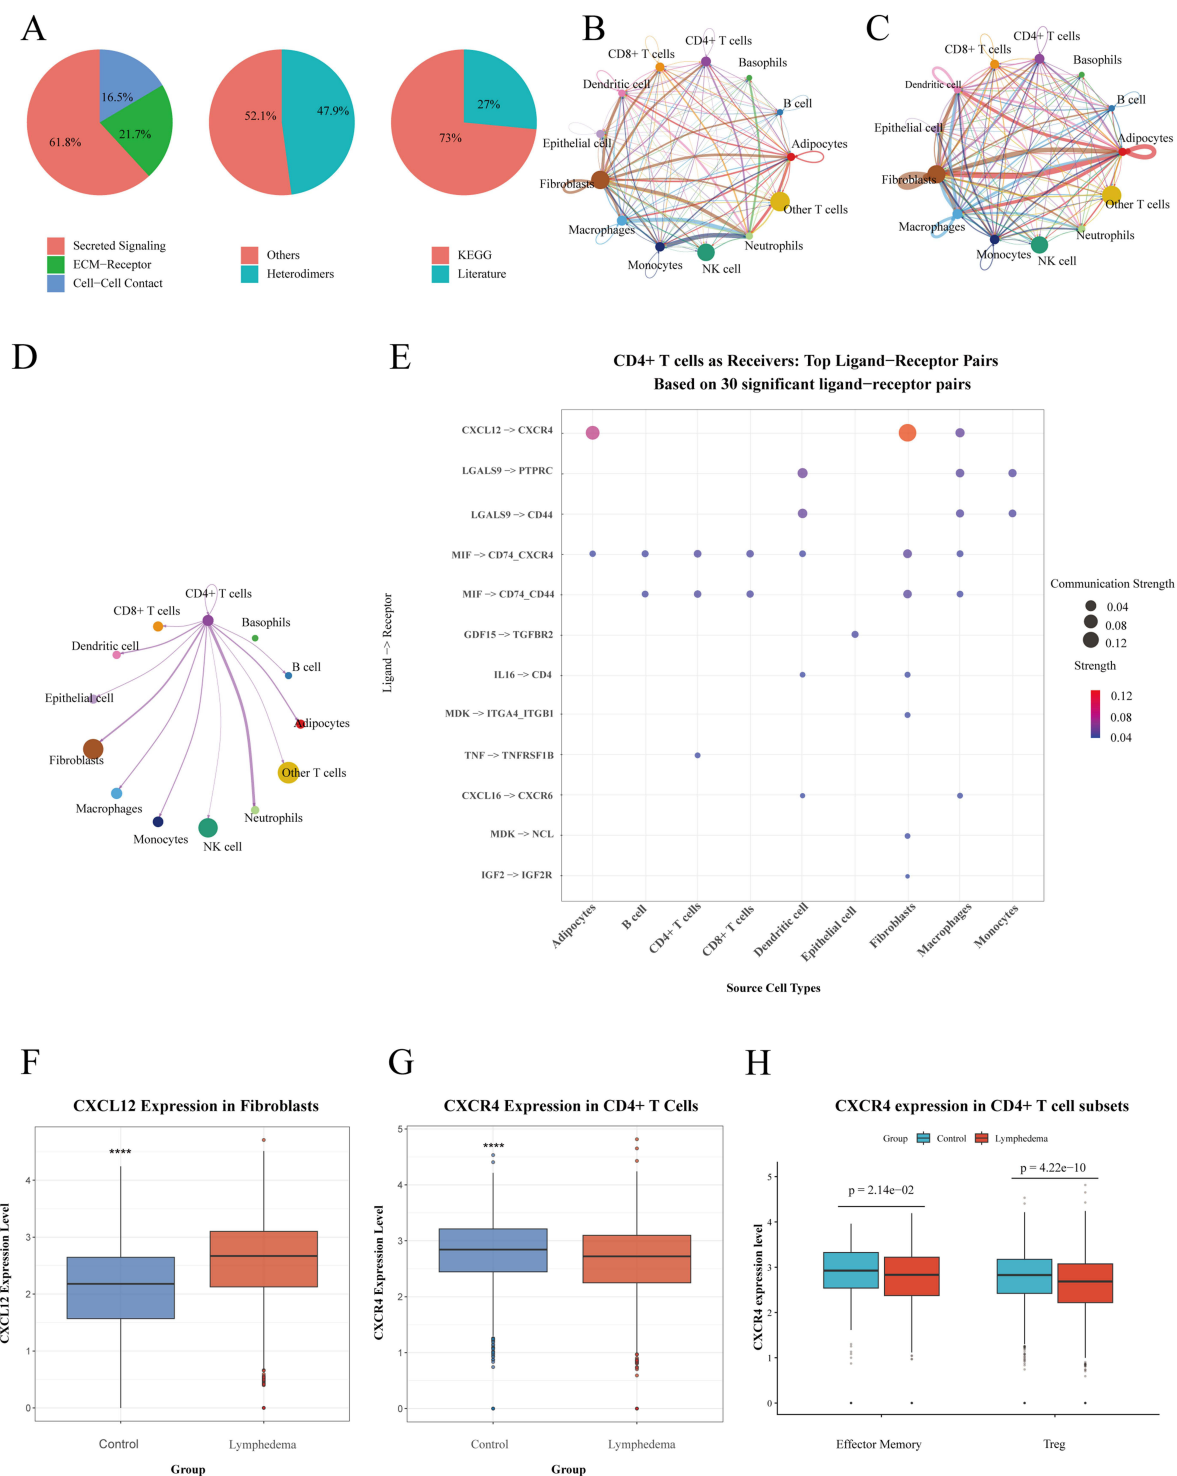 A
61.8%
16.5%
21.7%
Secreted Signaling
ECM−Receptor
Cell−Cell Contact
52.1%
47.9%
Others
Heterodimers
27%
73%
KEGG
Literature
B
CD4+ T cells
CD8+ T cells
Basophils
Dendritic cell
B cell
Epithelial cell
Adipocytes
Fibroblasts
Other T cells
Macrophages
Neutrophils
Monocytes
NK cell
C
CD4+ T cells
CD8+ T cells
Basophils
Dendritic cell
B cell
Epithelial cell
Adipocytes
Fibroblasts
Other T cells
Macrophages
Neutrophils
Monocytes
NK cell
D
CD4+ T cells
CD8+ T cells
Basophils
Dendritic cell
B cell
Epithelial cell
Adipocytes
Fibroblasts
Other T cells
Macrophages
Neutrophils
Monocytes
NK cell
E
CD4+ T cells as Receivers: Top Ligand−Receptor Pairs
Based on 30 significant ligand−receptor pairs
Ligand −> Receptor
CXCL12 −> CXCR4
LGALS9 −> PTPRC
LGALS9 −> CD44
MIF −> CD74_CXCR4
MIF −> CD74_CD44
GDF15 −> TGFBR2
IL16 −> CD4
MDK −> ITGA4_ITGB1
TNF −> TNFRSF1B
CXCL16 −> CXCR6
MDK −> NCL
IGF2 −> IGF2R
Adipocytes
B cell
CD4+ T cells
CD8+ T cells
Dendritic cell
Epithelial cell
Fibroblasts
Macrophages
Monocytes
Source Cell Types
Communication Strength
0.04
0.08
0.12
Strength
0.12
0.08
0.04
F
CXCL12 Expression in Fibroblasts
CXCL12 Expression Level
4
3
2
1
0
****
Control
Lymphedema
Group
G
CXCR4 Expression in CD4+ T Cells
CXCR4 Expression Level
5
4
3
2
1
0
****
Control
Lymphedema
Group
H
CXCR4 expression in CD4+ T cell subsets
Group
Control
Lymphedema
CXCR4 expression level
5
4
3
2
1
0
p = 2.14e−02
p = 4.22e−10
Effector Memory
Treg